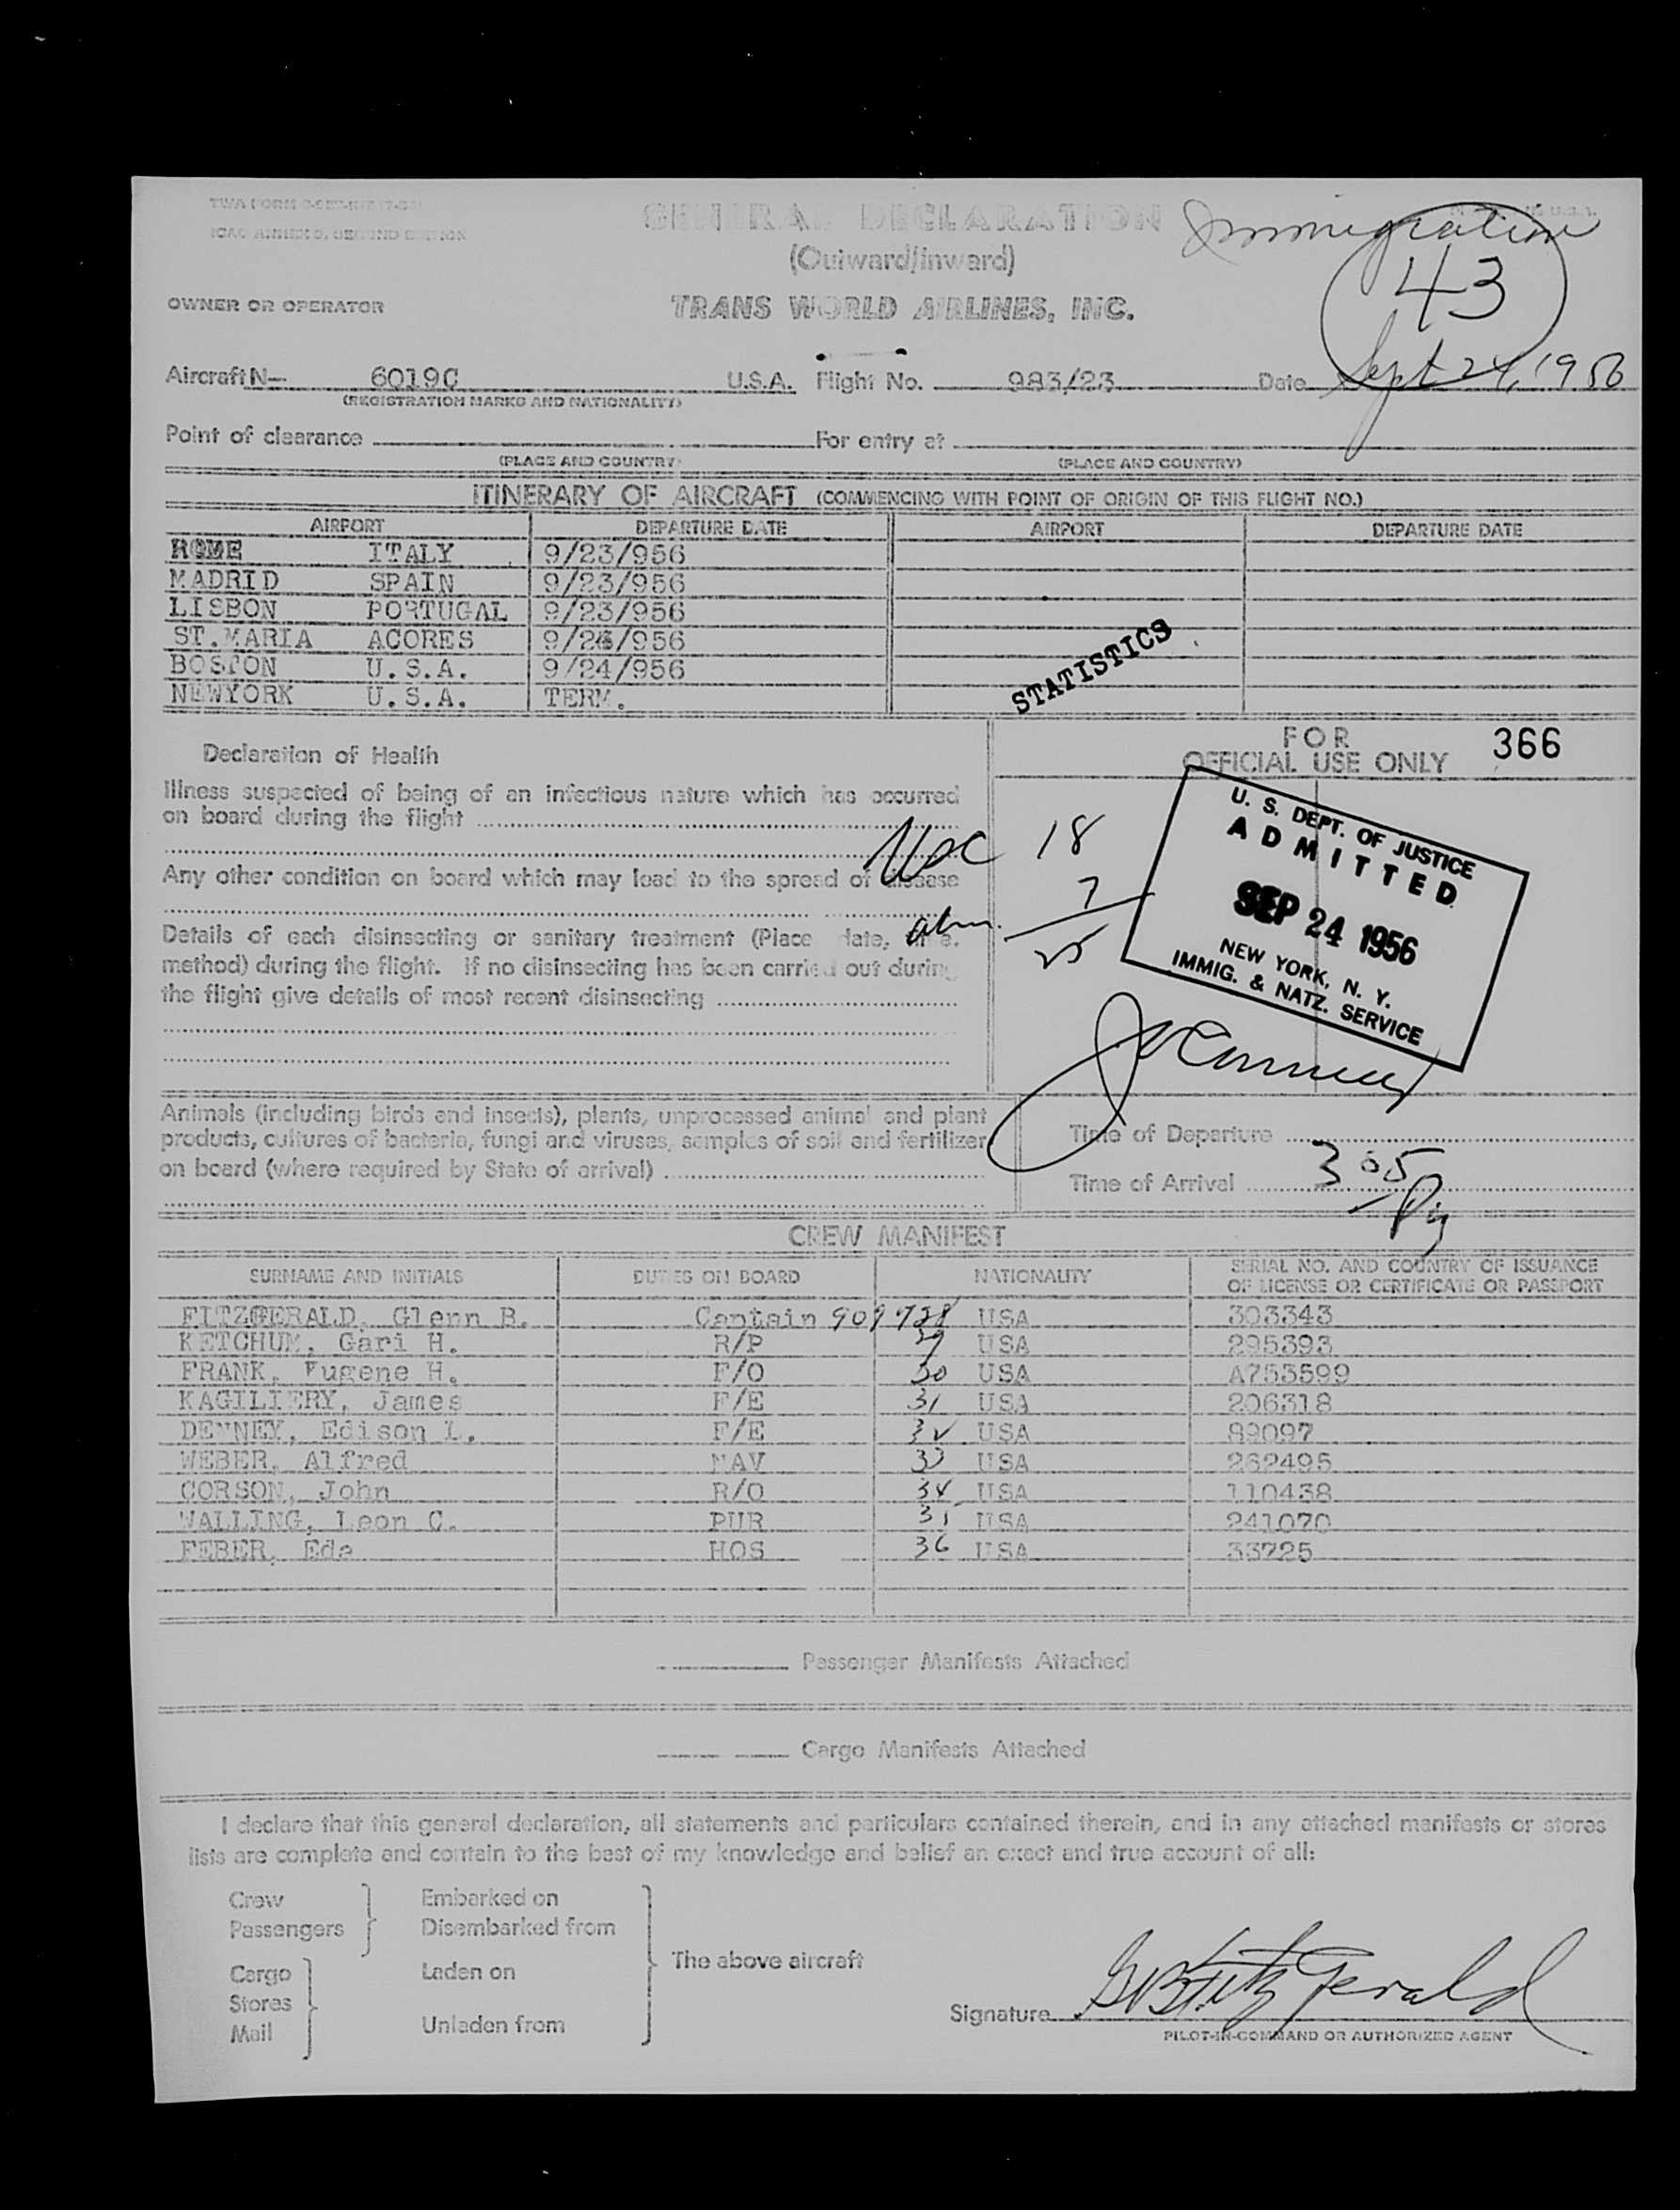 GENERAL DECLARATION
(Outward/inward)
Immigration
43
OWNER OR OPERATOR TRANS WORLD AIRLINES, INC.
Aircraft N— 6019C U.S.A. Flight No. 983/23 Date Sept 24, 1956
(REGISTRATION MARKS AND NATIONALITY)
Point of clearance For entry at
(PLACE AND COUNTRY) (PLACE AND COUNTRY)
ITINERARY OF AIRCRAFT (COMMENCING WITH POINT OF ORIGIN OF THIS FLIGHT NO.)
AIRPORT DEPARTURE DATE AIRPORT DEPARTURE DATE
ROME ITALY 9/23/956
MADRID SPAIN 9/23/956
LISBON PORTUGAL 9/23/956
ST.MARIA ACORES
BOSTON U.S.A. 9/24/956
NEWYORK U.S.A. TERM.
STATISTICS
FOR
OFFICIAL USE ONLY 366
Declaration of Health
Illness suspected of being of an infectious nature which has occurred
on board during the flight
Any other condition on board which may lead to the spread of disease
Details of each disinsecting or sanitary treatment (Place date, time.
method) during the flight. If no disinsecting has been carried out during
the flight give details of most recent disinsecting
USC 18
alm. 7
25
U. S. DEPT. OF JUSTICE
ADMITTED
SEP 24 1956
NEW YORK, N. Y.
IMMIG. & NATZ. SERVICE
Animals (including birds and insects), plants, unprocessed animal and plant
products, cultures of bacteria, fungi and viruses, samples of soil and fertilizer
on board (where required by State of arrival)
Time of Departure
Time of Arrival 3 05
CREW MANIFEST
SURNAME AND INITIALS DUTIES ON BOARD NATIONALITY SERIAL NO. AND COUNTRY OF ISSUANCE
OF LICENSE OR CERTIFICATE OR PASSPORT
FITZGERALD, Glenn B. Captain 909728 USA 303343
KETCHUM, Gari H. R/P 29 USA 295393
FRANK, Eugene H. F/O 30 USA A753599
KAGILIERY, James F/E 31 USA 206318
DENNEY, Edison L. F/E 32 USA 89097
WEBER, Alfred NAV 33 USA 262495
CORSON, John R/O 34 USA 110438
WALLING, Leon C. PUR 35 USA 241070
FEBER, Eda HOS 36 USA 33725
Passenger Manifests Attached
Cargo Manifests Attached
I declare that this general declaration, all statements and particulars contained therein, and in any attached manifests or stores
lists are complete and contain to the best of my knowledge and belief an exact and true account of all:
Crew Embarked on
Passengers Disembarked from
The above aircraft
Cargo Laden on
Stores
Mail Unladen from
Signature GB FitzGerald
PILOT-IN-COMMAND OR AUTHORIZED AGENT